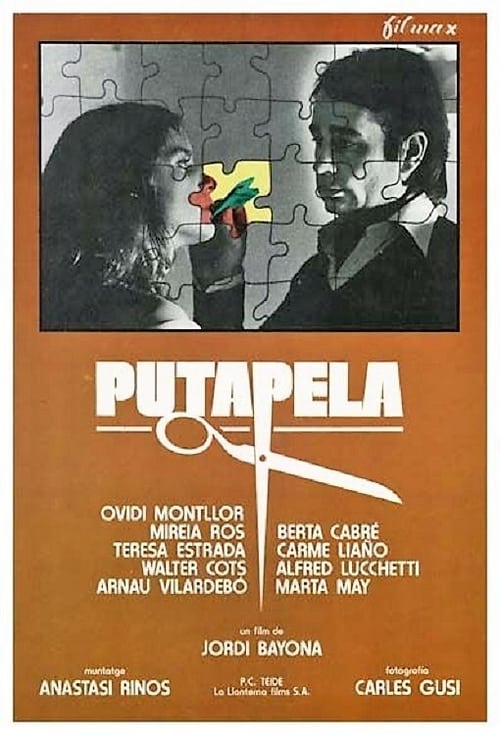 filmax
PUTAPELA
OVIDI MONTLLOR
MIREIA ROS
TERESA ESTRADA
WALTER COTS
ARNAU VILARDEBÓ
BERTA CABRÉ
CARME LIAÑO
ALFRED LUCCHETTI
MARTA MAY
un film de
JORDI BAYONA
muntatge
ANASTASI RINOS
P.C. TEIDE
La Llanterna films S.A.
fotografia
CARLES GUSI